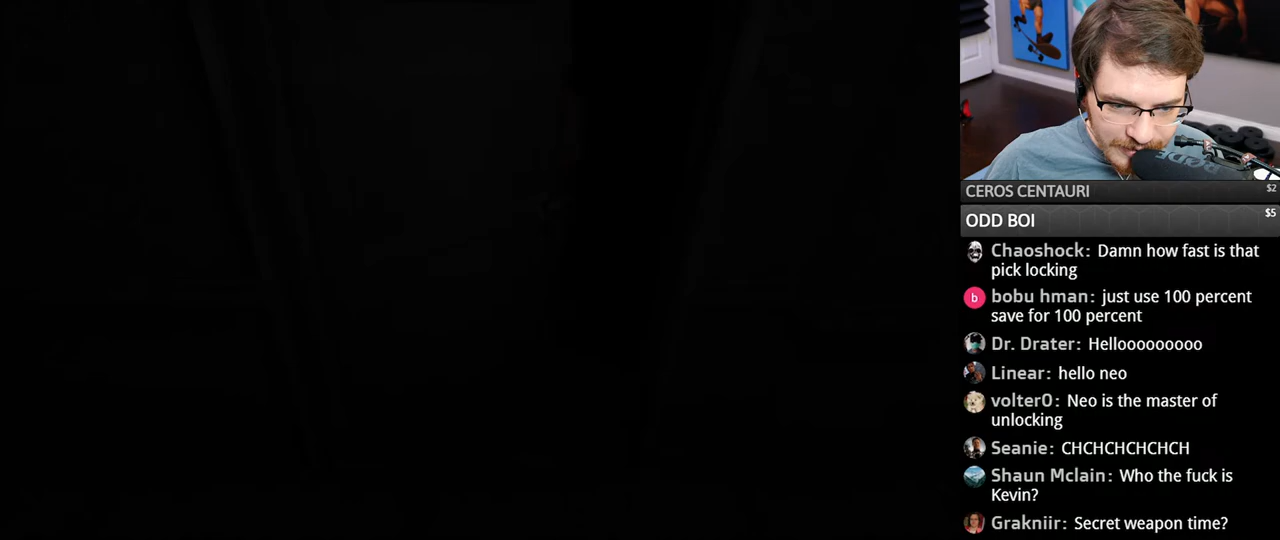 CEROS CENTAURI $2
ODD BOI $5
Chaoshock: Damn how fast is that
pick locking
bobu hman: just use 100 percent
save for 100 percent
Dr. Drater: Hellooooooooo
Linear: hello neo
volter0: Neo is the master of
unlocking
Seanie: CHCHCHCHCHCH
Shaun Mclain: Who the fuck is
Kevin?
Grakniir: Secret weapon time?
b
RODE